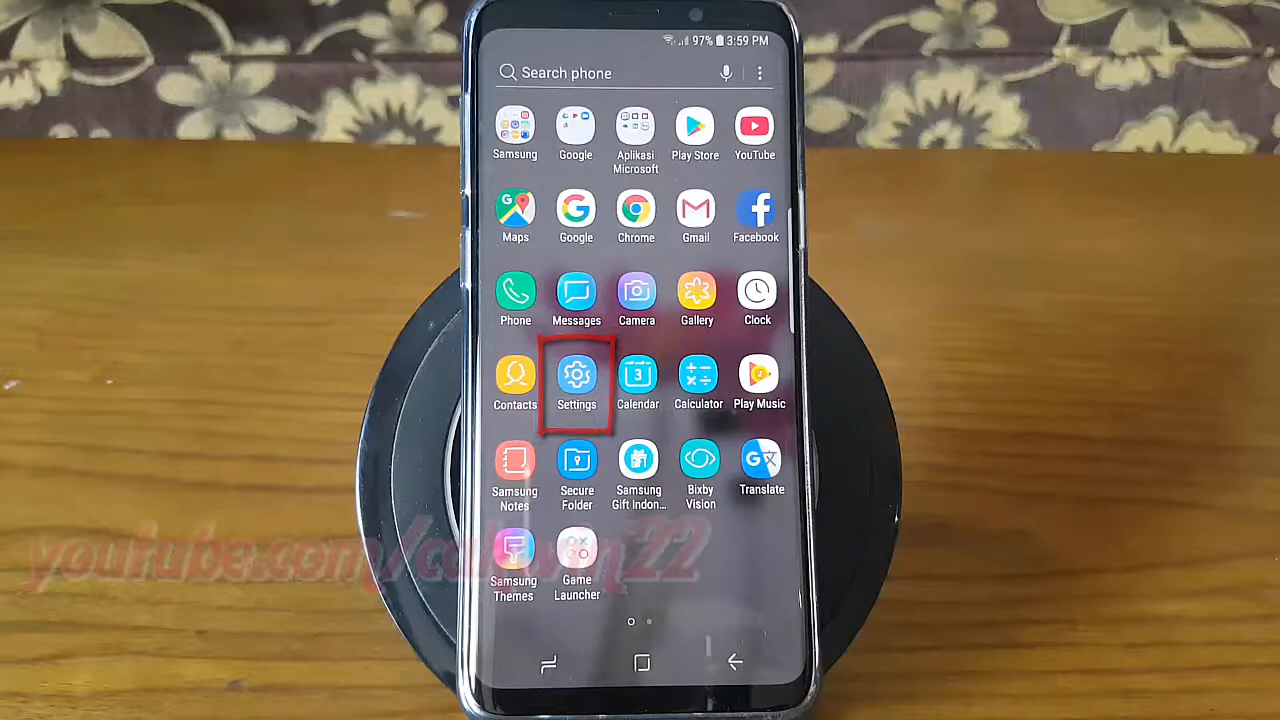 97% 3:59 PM
Search phone
Samsung Google Aplikasi Microsoft Play Store YouTube
Maps Google Chrome Gmail Facebook
Phone Messages Camera Gallery Clock
Contacts Settings 3 Calendar Calculator Play Music
Samsung Notes Secure Folder Samsung Gift Indon... Bixby Vision Translate
Samsung Themes Game Launcher